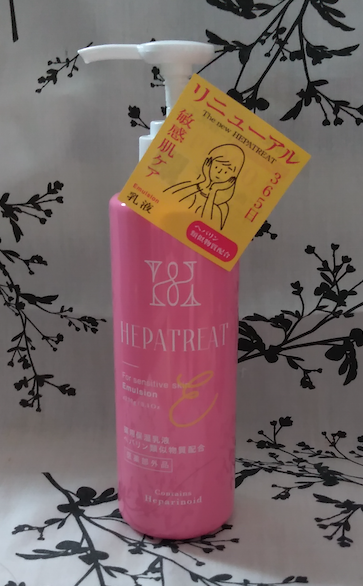 リニューアル
The new HEPATREAT
365日
敏感肌ケア
Emulsion
乳液
ヘパリン
類似物質配合
HEPATREAT
For sensitive skin
Emulsion
E
薬用保湿乳液
ヘパリン類似物質配合
医薬部外品
Contains
Heparinoid